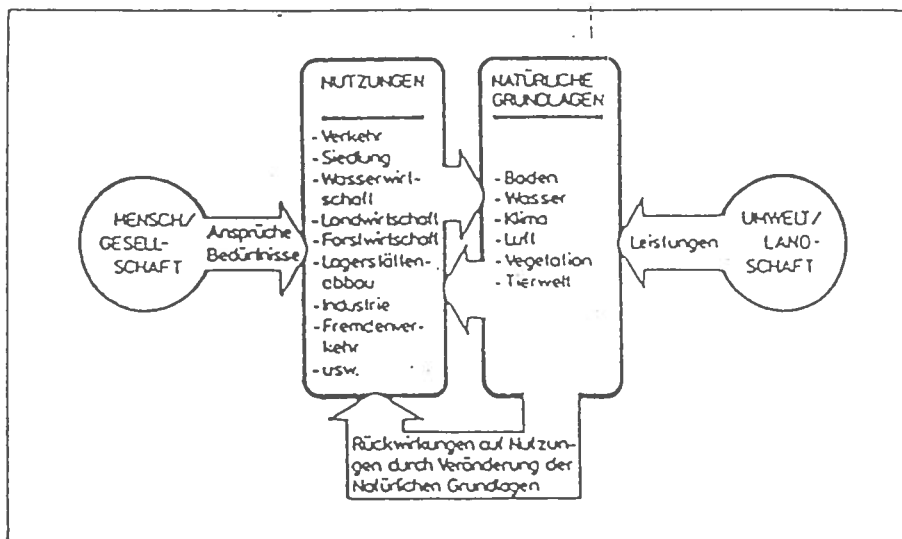 NUTZUNGEN
- Verkehr
- Siedlung
- Wasserwirt-
schaft
- Landwirtschaft
- Forstwirtschaft
- Lagerstätten-
abbau
- Industrie
- Fremdenver-
kehr
- usw.
NATÜRLICHE
GRUNDLAGEN
- Boden
- Wasser
- Klima
- Luft
- Vegetation
- Tierwelt
MENSCH/
GESELL-
SCHAFT
Ansprüche
Bedürfnisse
Leistungen
UMWELT/
LAND-
SCHAFT
Rückwirkungen auf Nutzun-
gen durch Veränderung der
Natürlichen Grundlagen